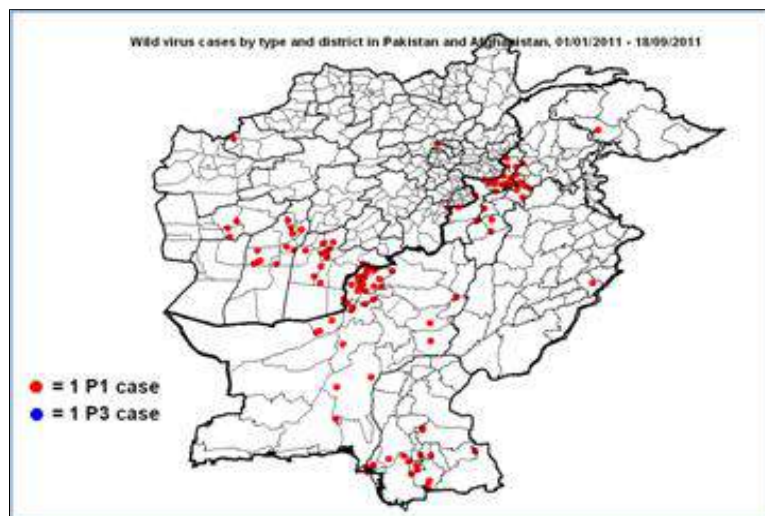 Wild virus cases by type and district in Pakistan and Afghanistan, 01/01/2011 - 18/09/2011
= 1 P1 case
= 1 P3 case